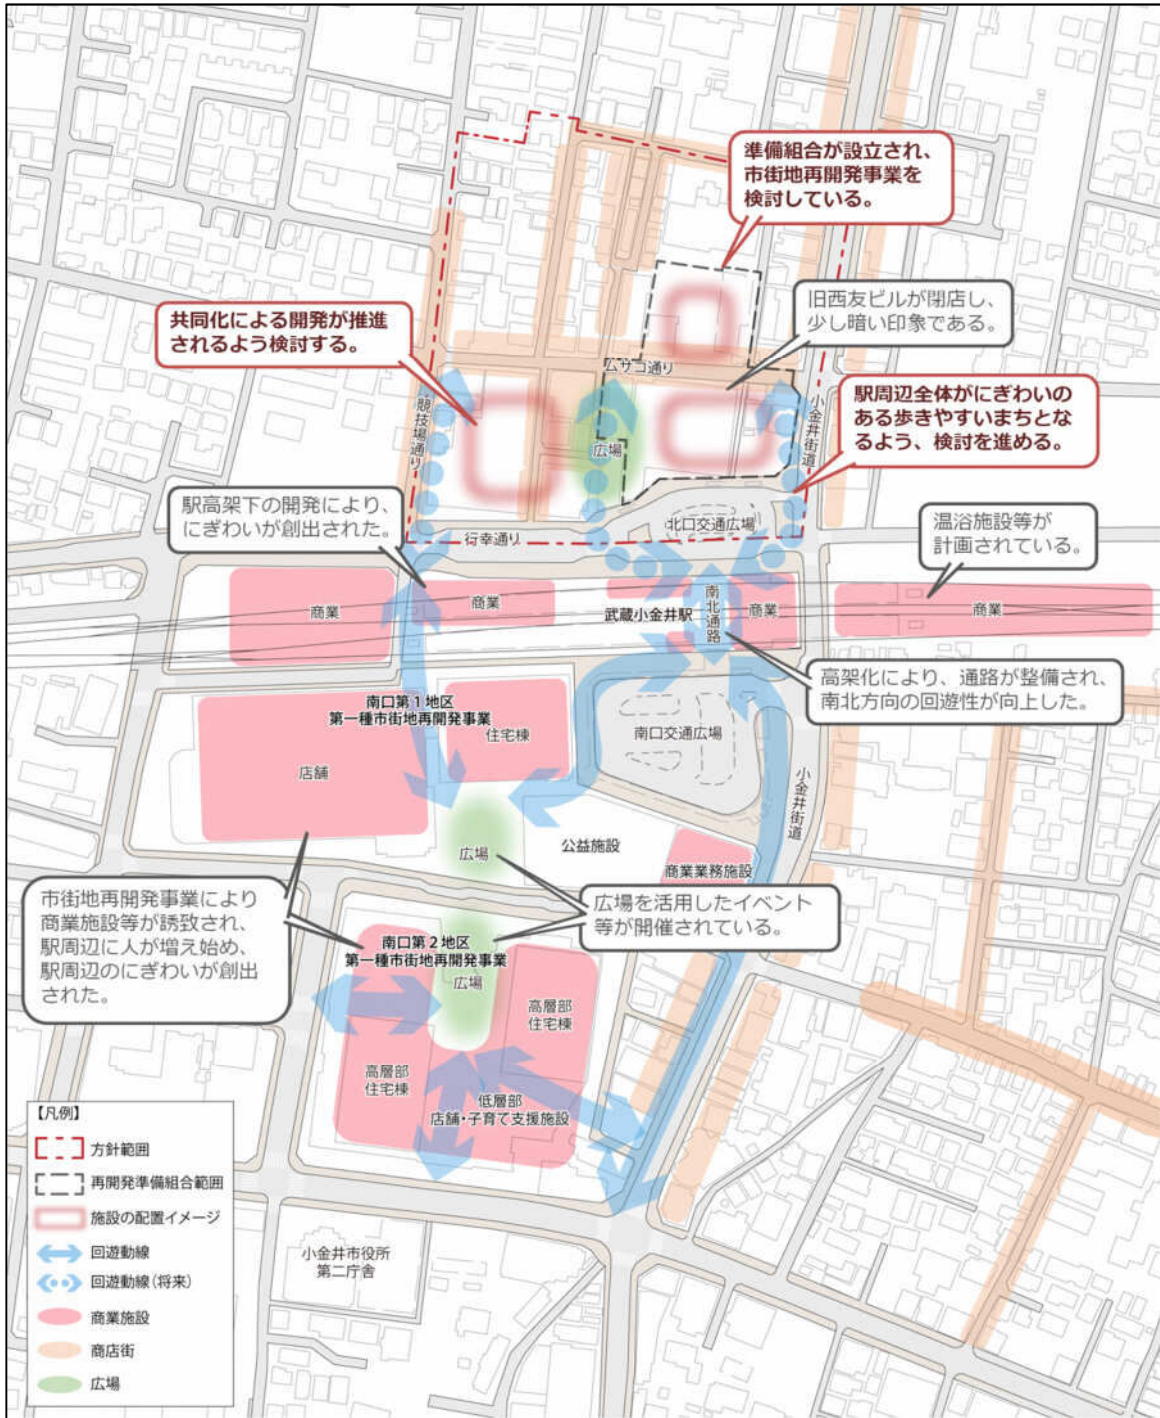 準備組合が設立され、
市街地再開発事業を
検討している。
旧西友ビルが閉店し、
少し暗い印象である。
共同化による開発が推進
されるよう検討する。
ムサコ通り
駅周辺全体がにぎわいの
ある歩きやすいまちとな
るよう、検討を進める。
競技場通り
小金井街道
広場
駅高架下の開発により、
にぎわいが創出された。
北口交通広場
行幸通り
温浴施設等が
計画されている。
商業
商業
武蔵小金井駅
南北通路
商業
商業
高架化により、通路が整備され、
南北方向の回遊性が向上した。
南口第1地区
第一種市街地再開発事業
住宅棟
店舗
南口交通広場
小金井街道
広場
公益施設
商業業務施設
市街地再開発事業により
商業施設等が誘致され、
駅周辺に人が増え始め、
駅周辺のにぎわいが創出
された。
広場を活用したイベント
等が開催されている。
南口第2地区
第一種市街地再開発事業
広場
高層部
住宅棟
高層部
住宅棟
低層部
店舗・子育て支援施設
小金井市役所
第二庁舎
【凡例】
方針範囲
再開発準備組合範囲
施設の配置イメージ
回遊動線
回遊動線(将来)
商業施設
商店街
広場